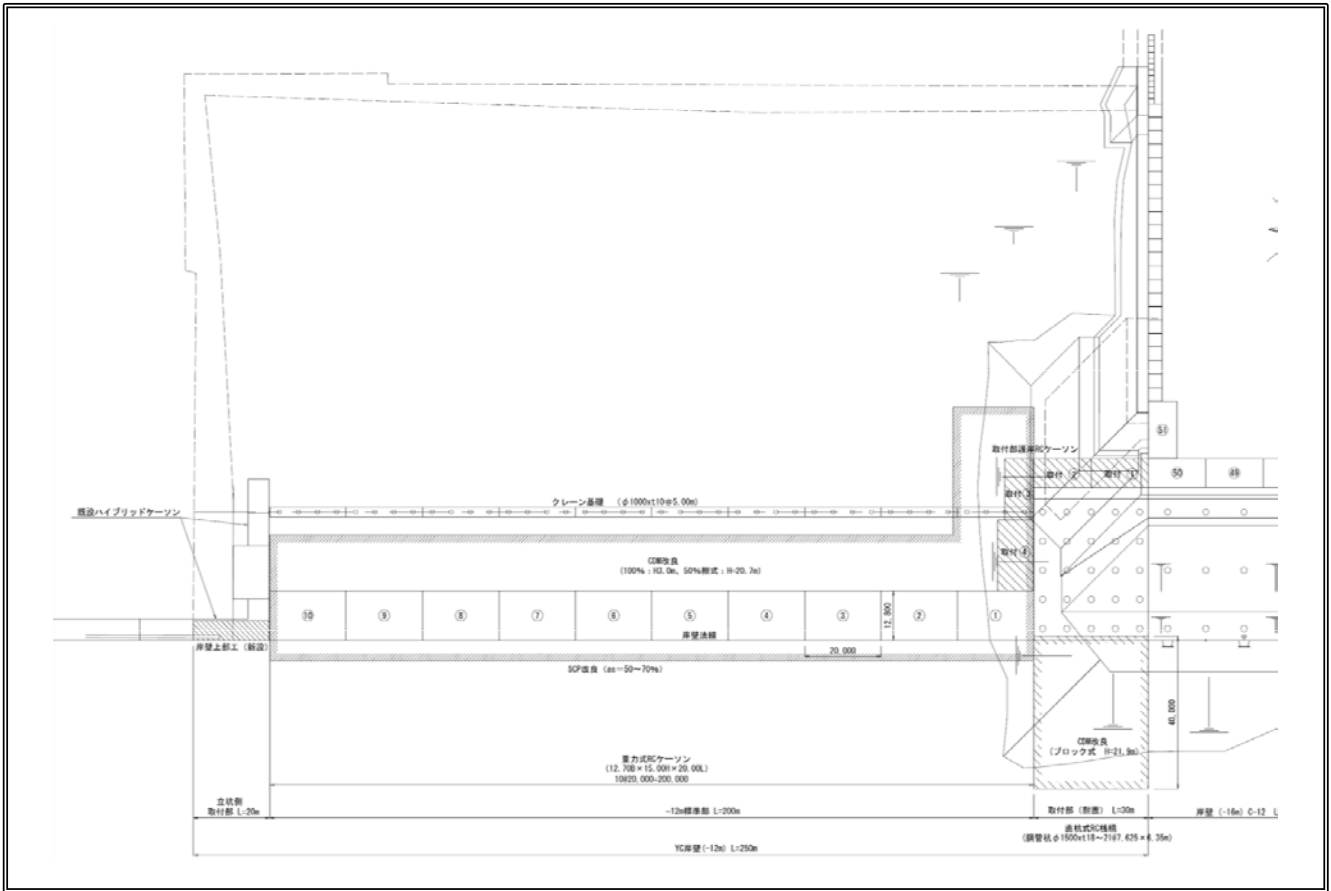 51
取付部護岸RCケーソン
取付 ②
取付 ①
50
49
取付 3
クレーン基礎 （φ1000xt10@5.00m）
既設ハイブリッドケーソン
CDM改良
(100% : H3.0m, 50%標式 : H=20.7m)
取付 4
⑩
⑨
⑧
⑦
⑥
⑤
④
③
②
①
12,800
岸壁法線
岸壁上部工（新設）
20,000
SCP改良 (as=50～70%)
40,000
CDM改良
(ブロック式 H=21.9m)
重力式RCケーソン
(12.70B×15.00H×20.00L)
10@20,000=200,000
立坑側
取付部 L=20m
-12m標準部 L=200m
取付部 (耐震) L=30m
岸壁 (-16m) C-12 L
直杭式RC桟橋
(鋼管杭φ1500xt18～21@7.625×6.35m)
YC岸壁(-12m) L=250m